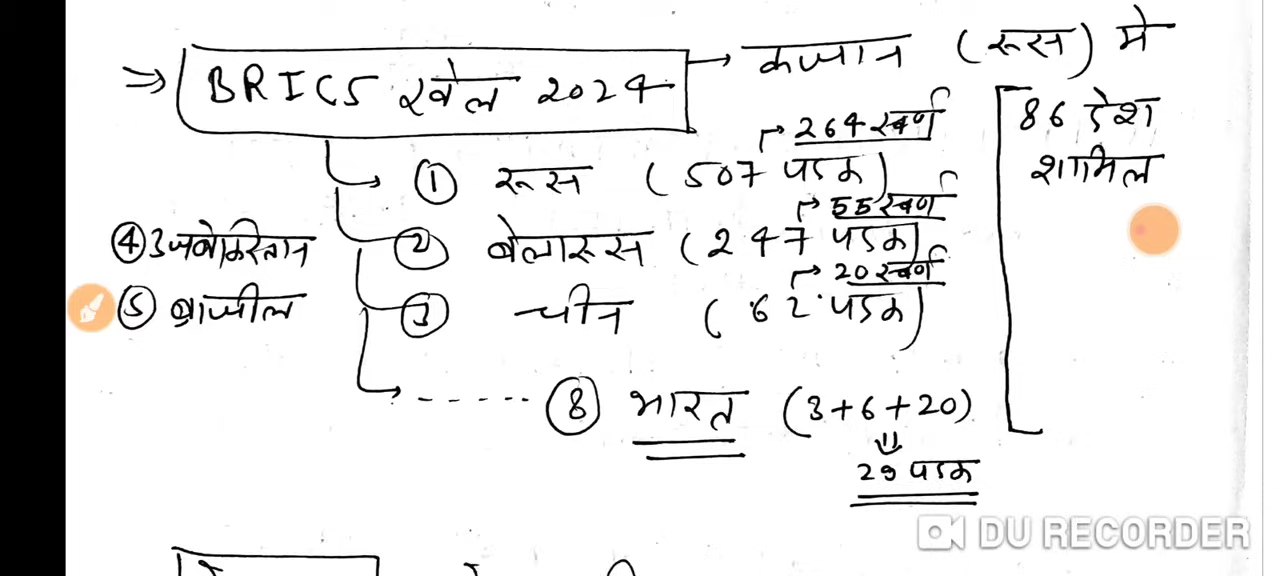 ⇒ BRICS खेल 2024 → कजान (रूस) मे
86 देश
शामिल
→ 264 स्वर्ण
① रूस (507 पदक)
→ 55 स्वर्ण
② बेलारूस (247 पदक)
→ 20 स्वर्ण
③ चीन (62 पदक)
④ उजबेकिस्तान
⑤ ब्राजील
------ ⑧ भारत (3+6+20)
29 पदक
DU RECORDER